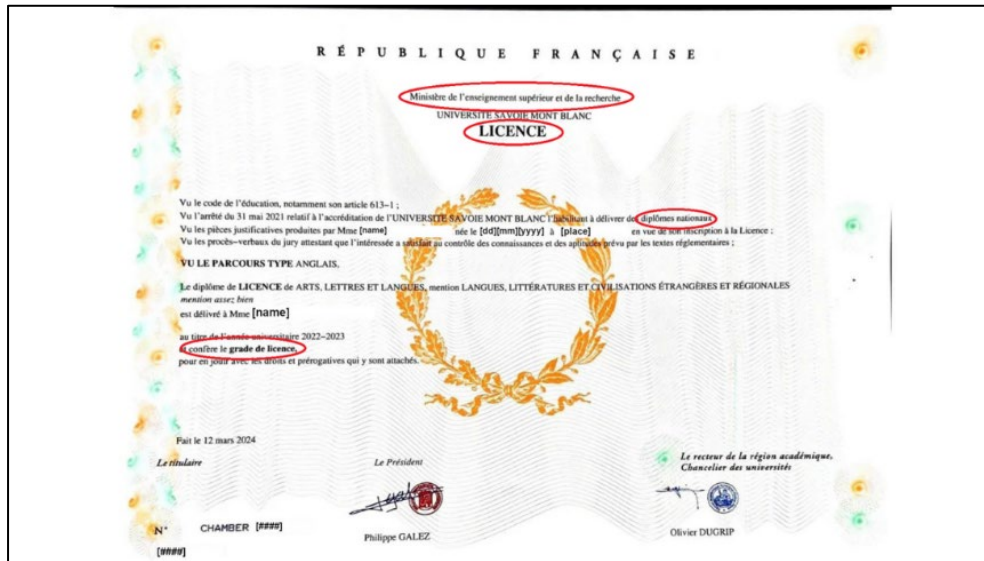 RÉPUBLIQUE FRANÇAISE
Ministère de l'enseignement supérieur et de la recherche
UNIVERSITE SAVOIE MONT BLANC
LICENCE
Vu le code de l'éducation, notamment son article 613-1 ;
Vu l'arrêté du 31 mai 2021 relatif à l'accréditation de l'UNIVERSITE SAVOIE MONT BLANC l'habilitant à délivrer des diplômes nationaux
Vu les pièces justificatives produites par Mme [name] née le [dd][mm][yyyy] à [place] en vue de son inscription à la Licence ;
Vu les procès-verbaux du jury attestant que l'intéressée a satisfait au contrôle des connaissances et des aptitudes prévu par les textes réglementaires ;
VU LE PARCOURS TYPE ANGLAIS,
Le diplôme de LICENCE de ARTS, LETTRES ET LANGUES, mention LANGUES, LITTÉRATURES ET CIVILISATIONS ÉTRANGÈRES ET RÉGIONALES
mention assez bien
est délivré à Mme [name]
au titre de l'année universitaire 2022-2023
et confère le grade de licence,
pour en jouir avec les droits et prérogatives qui y sont attachés.
Fait le 12 mars 2024
Le titulaire
Le Président
Le recteur de la région académique,
Chancelier des universités
Philippe GALEZ
Olivier DUGRIP
N° CHAMBER [####]
[####]